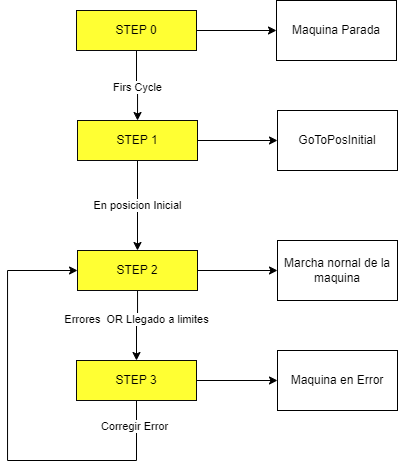 STEP 0
Maquina Parada
Firs Cycle
STEP 1
GoToPosInitial
En posicion Inicial
STEP 2
Marcha nornal de la
maquina
Errores  OR Llegado a limites
STEP 3
Maquina en Error
Corregir Error